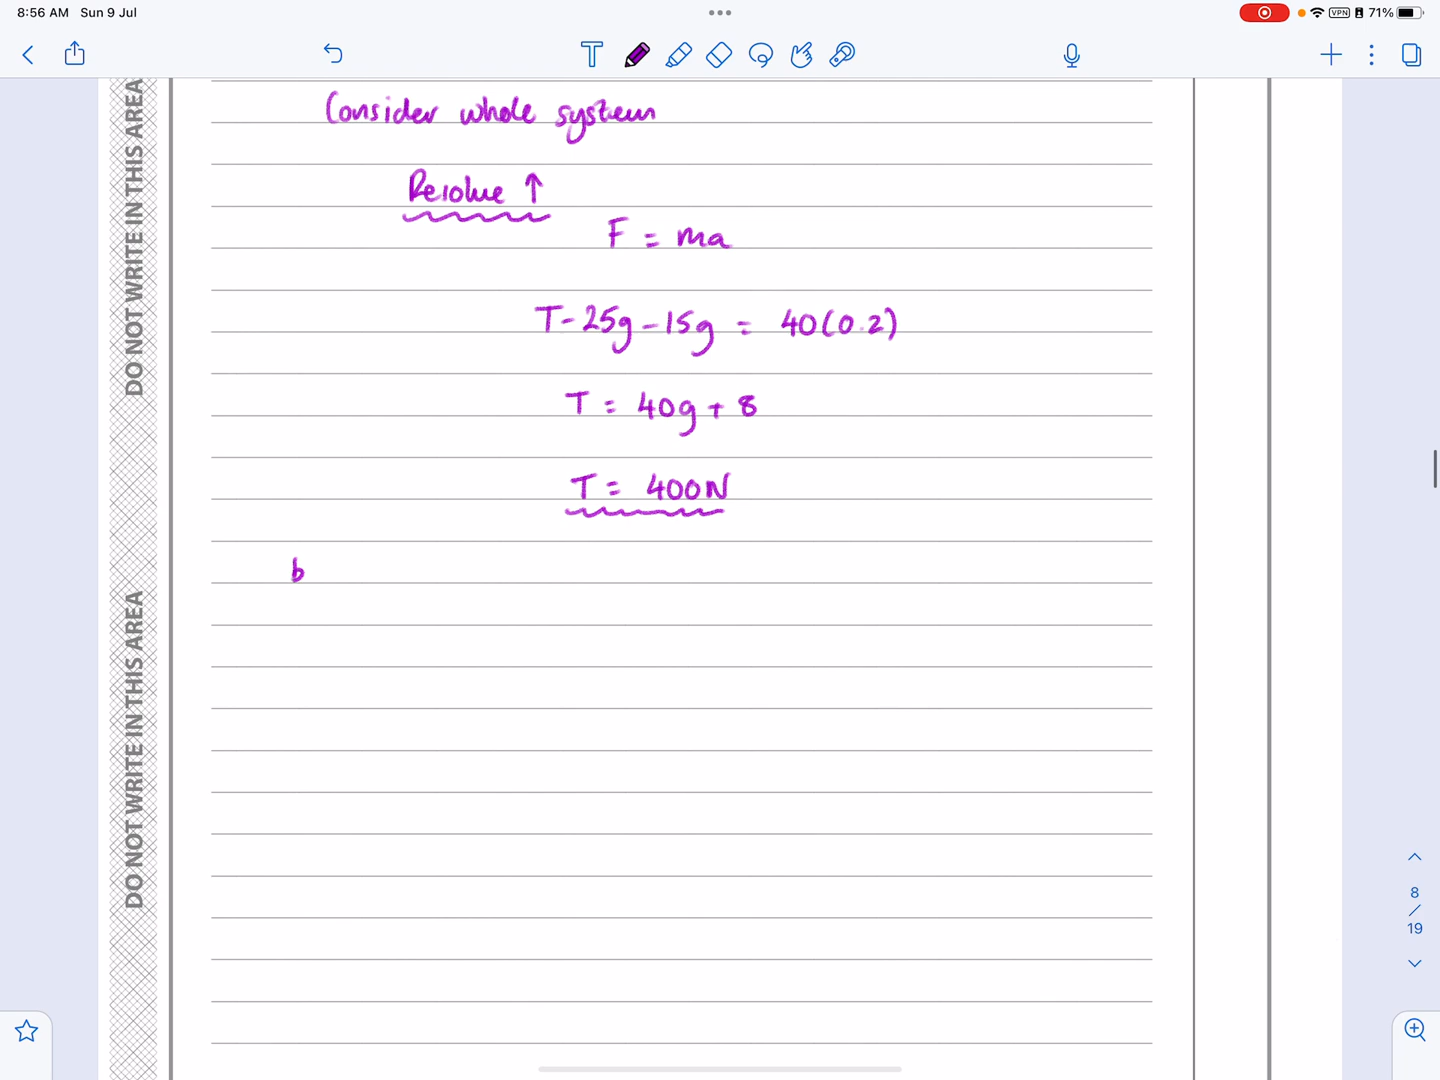 8:56 AM Sun 9 Jul
VPN 71%
DO NOT WRITE IN THIS AREA
DO NOT WRITE IN THIS AREA
Consider whole system
Resolve ↑
F = ma
T - 25g - 15g = 40(0.2)
T = 40g + 8
T = 400N
b
8
/
19